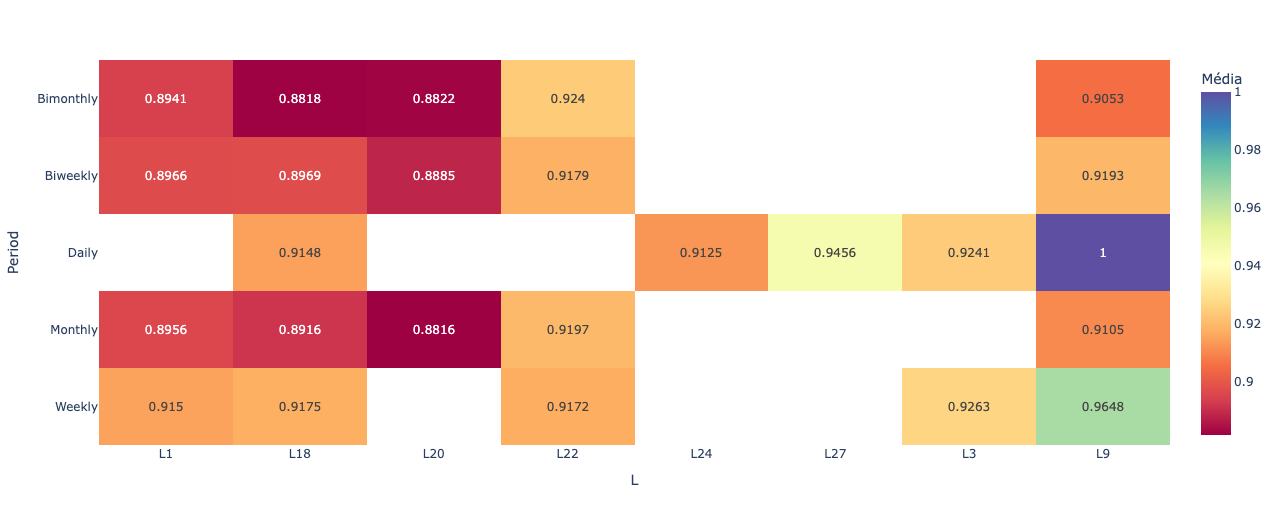 Média
Bimonthly 0.8941 0.8818 0.8822 0.924 0.9053
Biweekly 0.8966 0.8969 0.8885 0.9179 0.9193
Daily 0.9148 0.9125 0.9456 0.9241 1
Monthly 0.8956 0.8916 0.8816 0.9197 0.9105
Weekly 0.915 0.9175 0.9172 0.9263 0.9648
L1 L18 L20 L22 L24 L27 L3 L9
L
Period
1
0.98
0.96
0.94
0.92
0.9